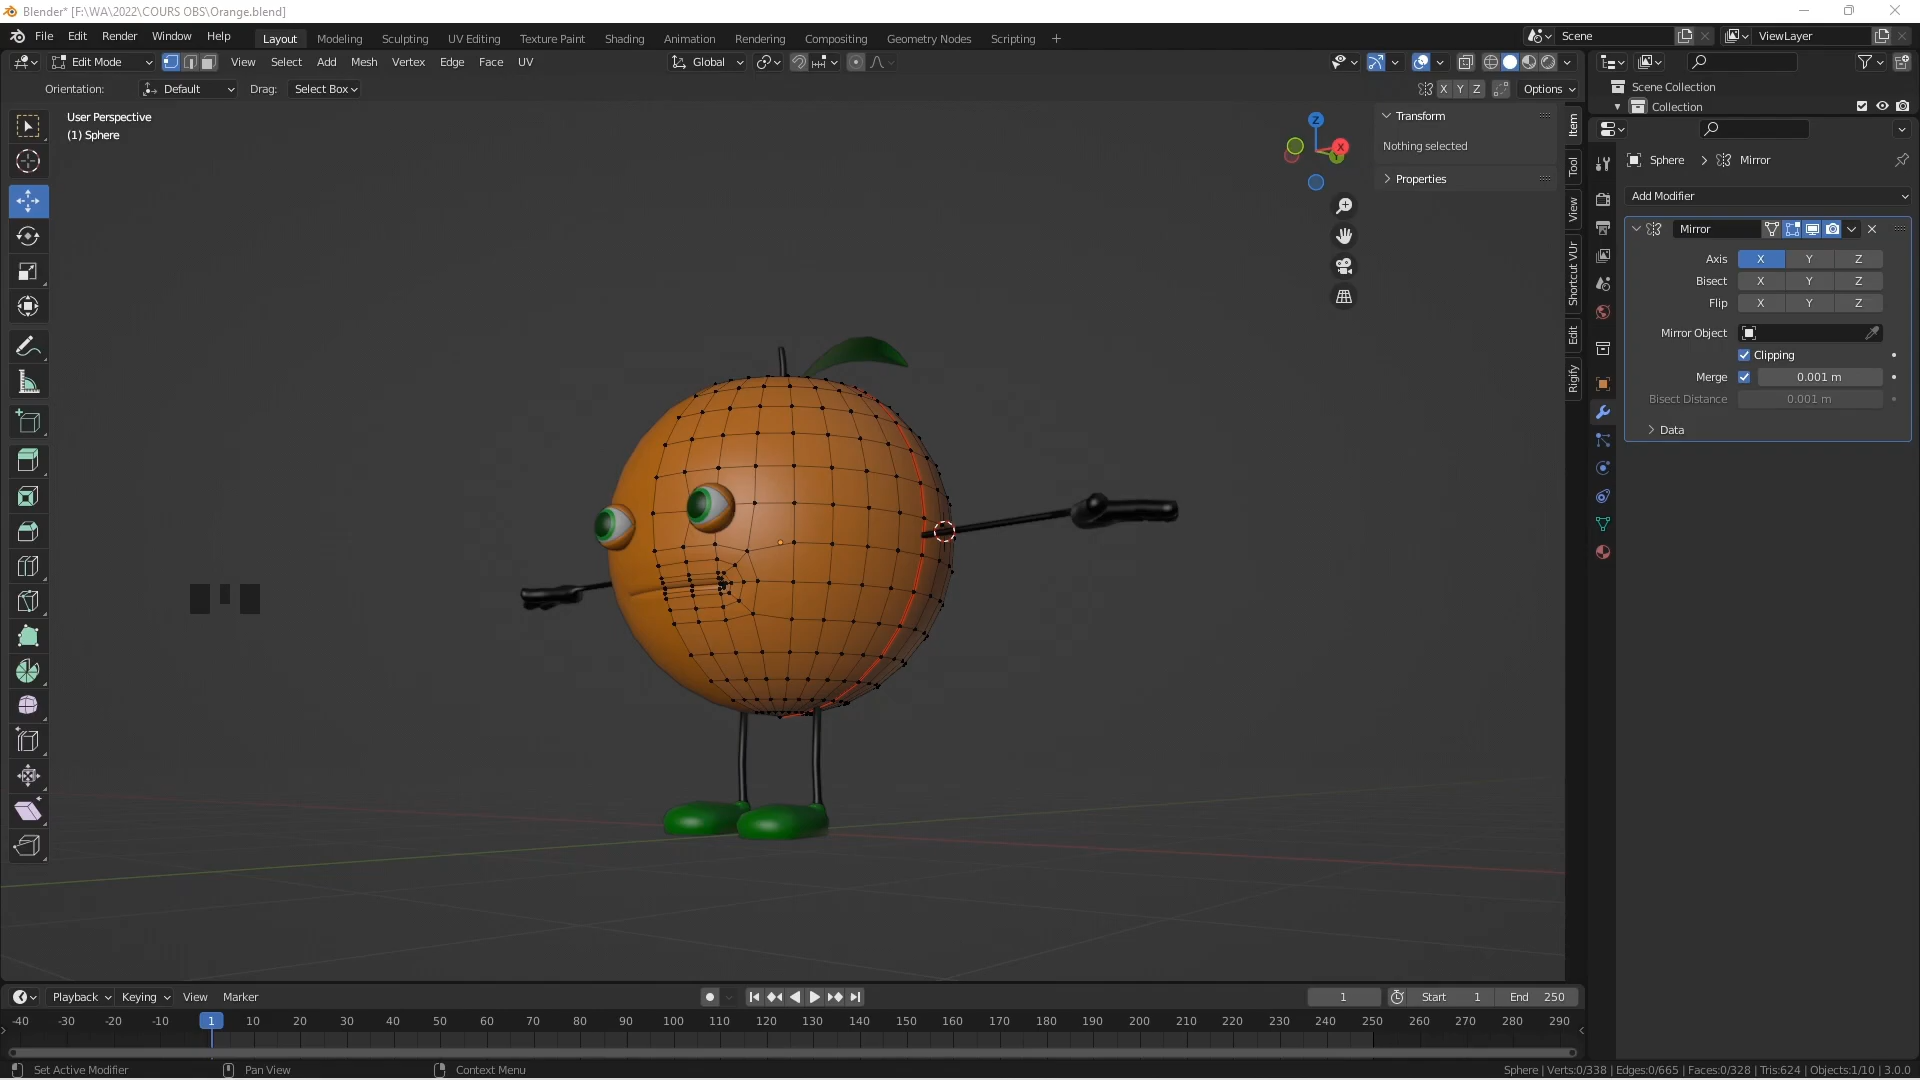 Blender* [F:\WA\2022\COURS OBS\Orange.blend]
File Edit Render Window Help Layout Modeling Sculpting UV Editing Texture Paint Shading Animation Rendering Compositing Geometry Nodes Scripting + Scene ViewLayer
Edit Mode View Select Add Mesh Vertex Edge Face UV Global
Orientation: Default Drag: Select Box X Y Z Options
User Perspective
(1) Sphere
Z
X
Y
Transform
Nothing selected
Properties
Item
Tool
View
Shortcut VUr
Edit
Rigify
Scene Collection
Collection
Sphere > Mirror
Add Modifier
Mirror
Axis X Y Z
Bisect X Y Z
Flip X Y Z
Mirror Object
Clipping
Merge 0.001 m
Bisect Distance 0.001 m
Data
Playback Keying View Marker 1 Start 1 End 250
-40 -30 -20 -10 1 10 20 30 40 50 60 70 80 90 100 110 120 130 140 150 160 170 180 190 200 210 220 230 240 250 260 270 280 290
Set Active Modifier Pan View Context Menu Sphere | Verts:0/338 | Edges:0/665 | Faces:0/328 | Tris:624 | Objects:1/10 | 3.0.0